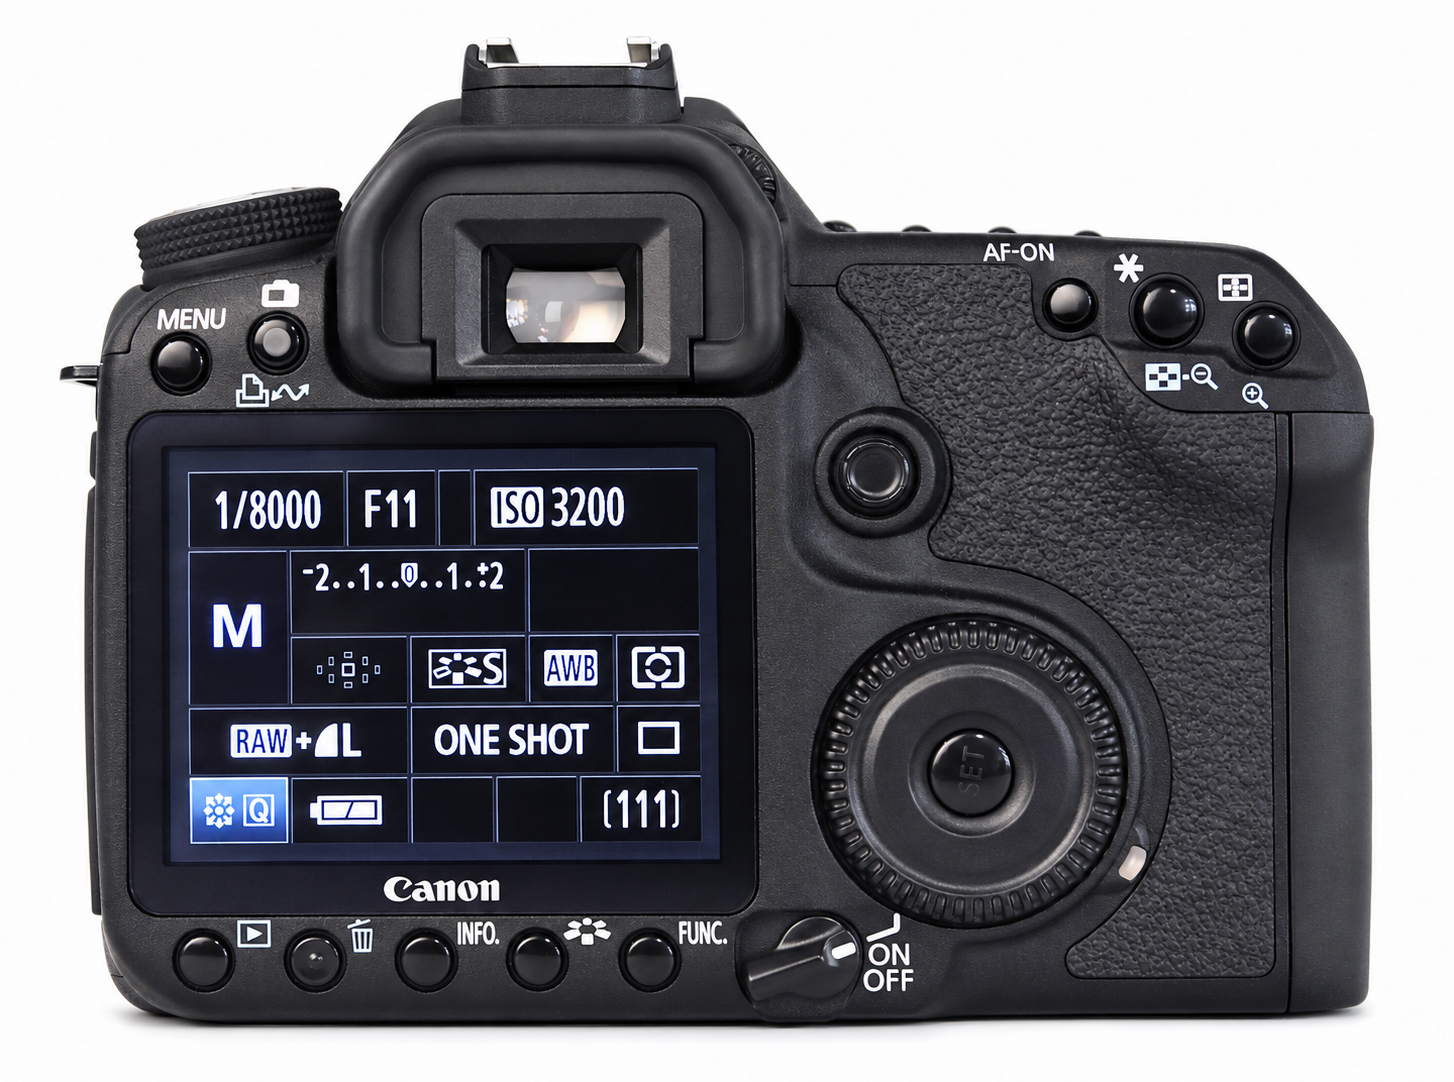 AF-ON
MENU
1/8000 F11 ISO 3200
-2..1..0..1.+2
M
S AWB
RAW+L ONE SHOT
Q (111)
SET
Canon
INFO. FUNC.
ON
OFF